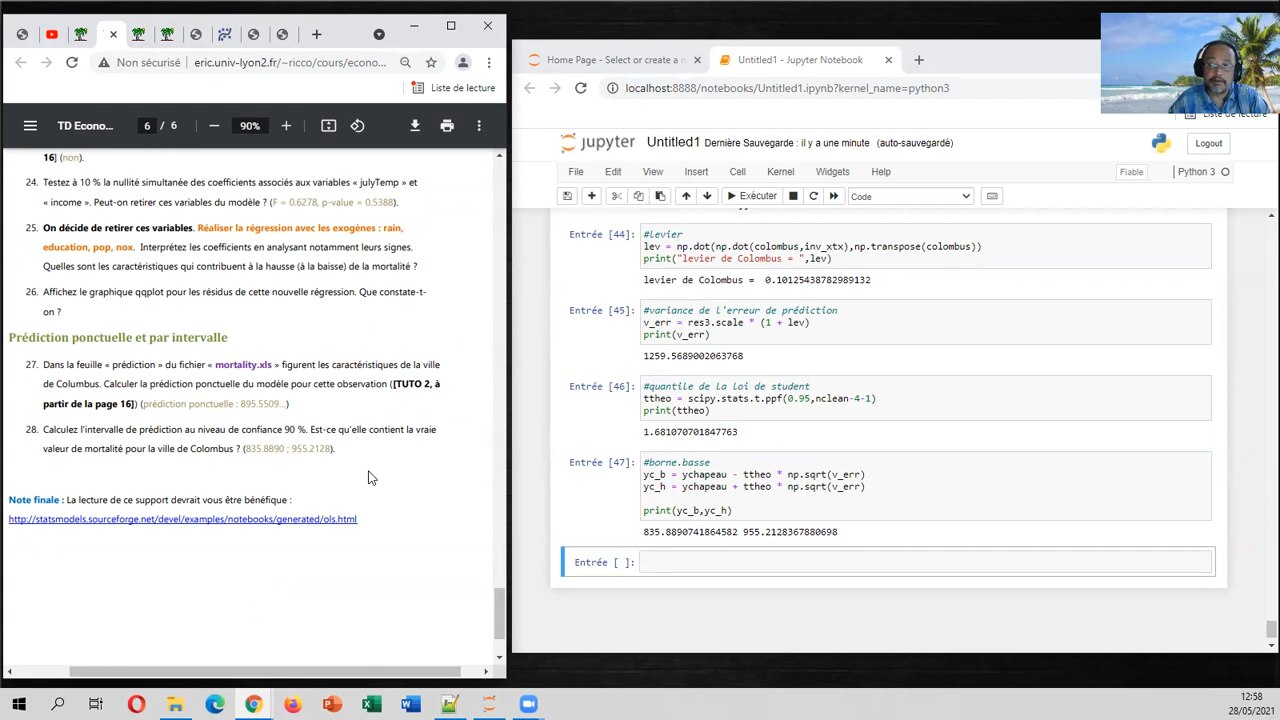 Non sécurisé
eric.univ-lyon2.fr/~ricco/cours/econo...
Liste de lecture
TD Econo...
6 / 6
90%
16] (non).
24. Testez à 10 % la nullité simultanée des coefficients associés aux variables « julyTemp » et
« income ». Peut-on retirer ces variables du modèle ? (F = 0.6278, p-value = 0.5388).
25. On décide de retirer ces variables. Réaliser la régression avec les exogènes : rain,
education, pop, nox. Interprétez les coefficients en analysant notamment leurs signes.
Quelles sont les caractéristiques qui contribuent à la hausse (à la baisse) de la mortalité ?
26. Affichez le graphique qqplot pour les résidus de cette nouvelle régression. Que constate-t-
on ?
Prédiction ponctuelle et par intervalle
27. Dans la feuille « prédiction » du fichier « mortality.xls » figurent les caractéristiques de la ville
de Columbus. Calculer la prédiction ponctuelle du modèle pour cette observation ([TUTO 2, à
partir de la page 16]) (prédiction ponctuelle : 895.5509...)
28. Calculez l'intervalle de prédiction au niveau de confiance 90 %. Est-ce qu'elle contient la vraie
valeur de mortalité pour la ville de Colombus ? (835.8890 ; 955.2128).
Note finale : La lecture de ce support devrait vous être bénéfique :
http://statsmodels.sourceforge.net/devel/examples/notebooks/generated/ols.html
Home Page - Select or create a n
Untitled1 - Jupyter Notebook
localhost:8888/notebooks/Untitled1.ipynb?kernel_name=python3
Liste de lecture
jupyter Untitled1 Dernière Sauvegarde : il y a une minute (auto-sauvegardé)
Logout
File Edit View Insert Cell Kernel Widgets Help
Fiable
Python 3
Exécuter
Code
Entrée [44]: #levier
lev = np.dot(np.dot(colombus,inv_xtx),np.transpose(colombus))
print("levier de Colombus = ",lev)
levier de Colombus = 0.10125438782989132
Entrée [45]: #variance de l'erreur de prédiction
v_err = res3.scale * (1 + lev)
print(v_err)
1259.5689002063768
Entrée [46]: #quantile de la loi de student
ttheo = scipy.stats.t.ppf(0.95,nclean-4-1)
print(ttheo)
1.681070701847763
Entrée [47]: #borne.basse
yc_b = ychapeau - ttheo * np.sqrt(v_err)
yc_h = ychapeau + ttheo * np.sqrt(v_err)
print(yc_b,yc_h)
835.8890741864582 955.2128367880698
Entrée [ ]:
12:58
28/05/2021